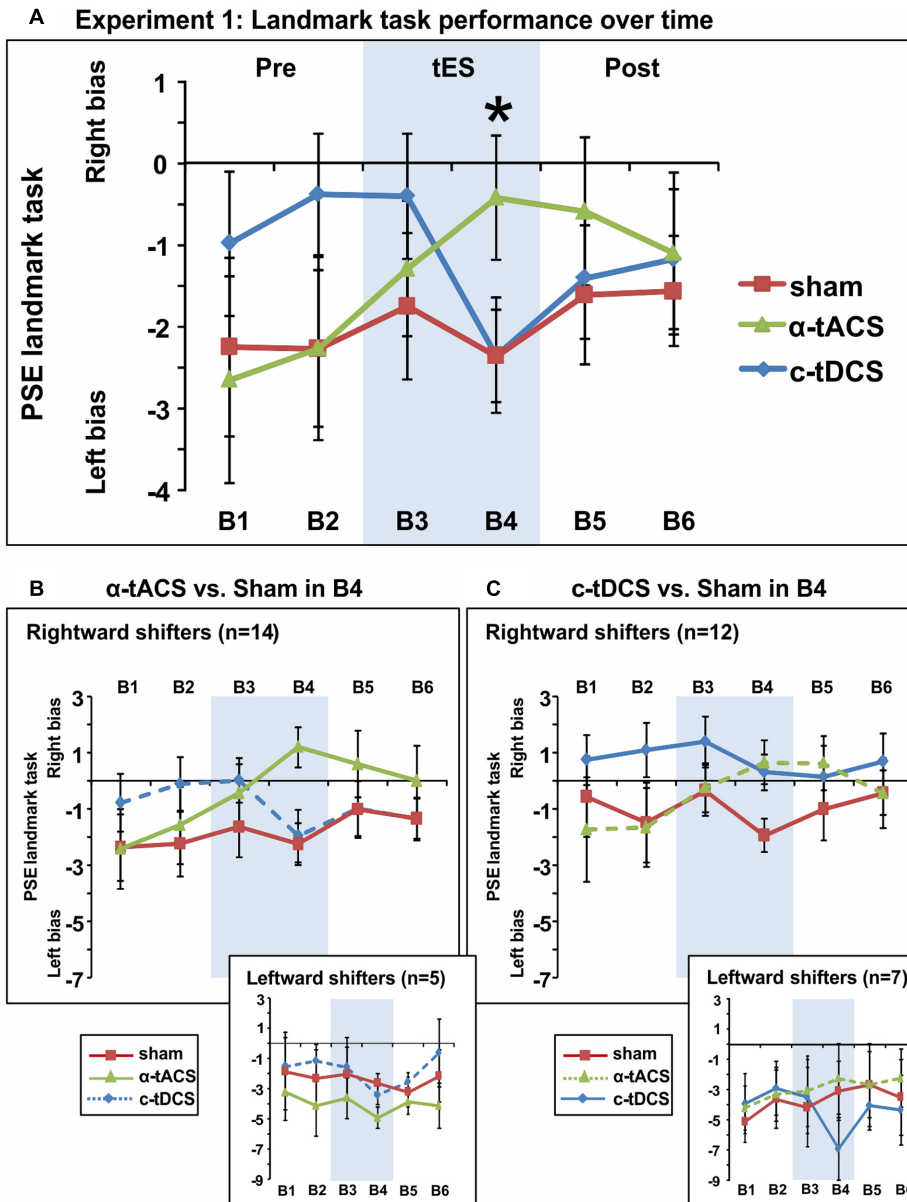 A Experiment 1: Landmark task performance over time
Pre tES Post
PSE landmark task
Left bias Right bias
1
0
-1
-2
-3
-4
*
sham
α-tACS
c-tDCS
B1 B2 B3 B4 B5 B6
B α-tACS vs. Sham in B4
Rightward shifters (n=14)
B1 B2 B3 B4 B5 B6
PSE landmark task
Left bias Right bias
3
1
-1
-3
-5
-7
Leftward shifters (n=5)
3
1
-1
-3
-5
-7
-9
B1 B2 B3 B4 B5 B6
sham
α-tACS
c-tDCS
C c-tDCS vs. Sham in B4
Rightward shifters (n=12)
B1 B2 B3 B4 B5 B6
PSE landmark task
Left bias Right bias
3
1
-1
-3
-5
-7
Leftward shifters (n=7)
3
1
-1
-3
-5
-7
-9
B1 B2 B3 B4 B5 B6
sham
α-tACS
c-tDCS